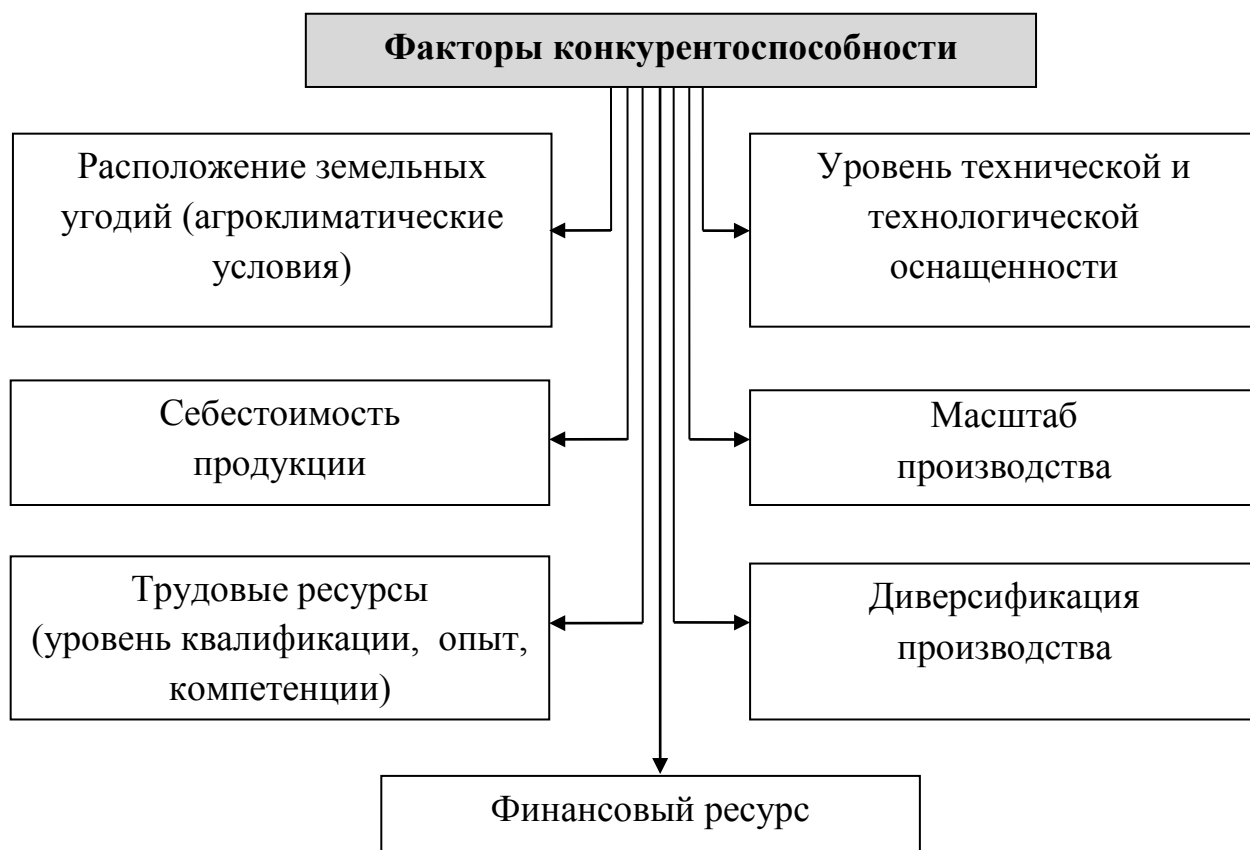 Факторы конкурентоспособности
Расположение земельных
угодий (агроклиматические
условия)
Уровень технической и
технологической
оснащенности
Себестоимость
продукции
Масштаб
производства
Трудовые ресурсы
(уровень квалификации, опыт,
компетенции)
Диверсификация
производства
Финансовый ресурс